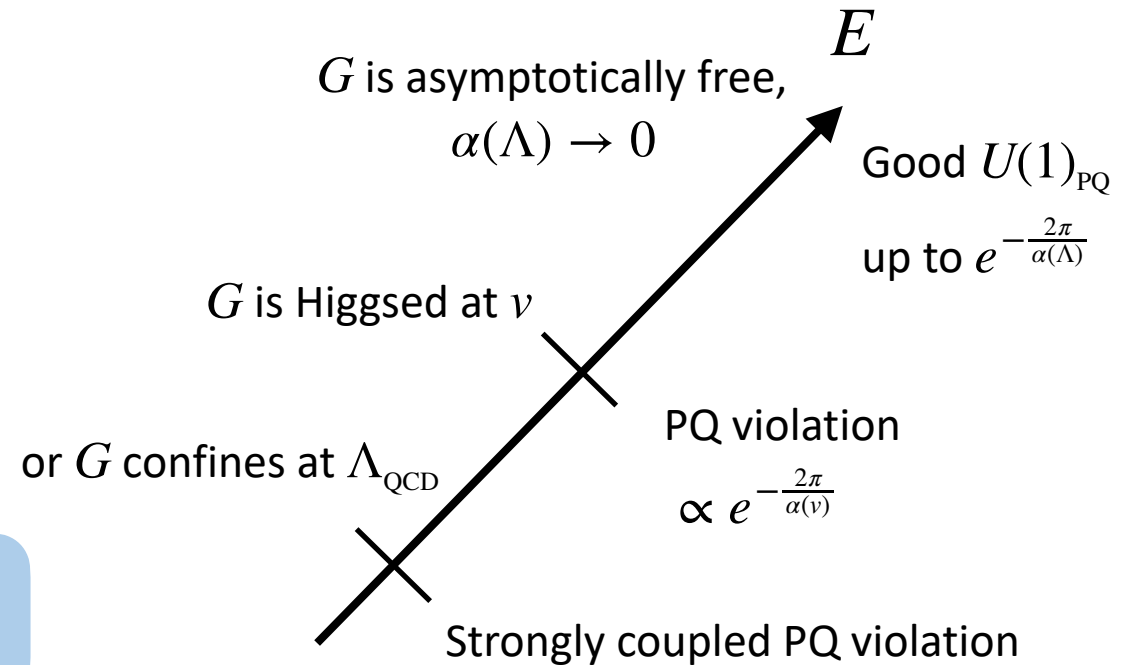 E
G is asymptotically free,
α(Λ) → 0
Good U(1)_PQ
up to e^{-2π/α(Λ)}
G is Higgsed at v
PQ violation
∝ e^{-2π/α(v)}
or G confines at Λ_QCD
Strongly coupled PQ violation